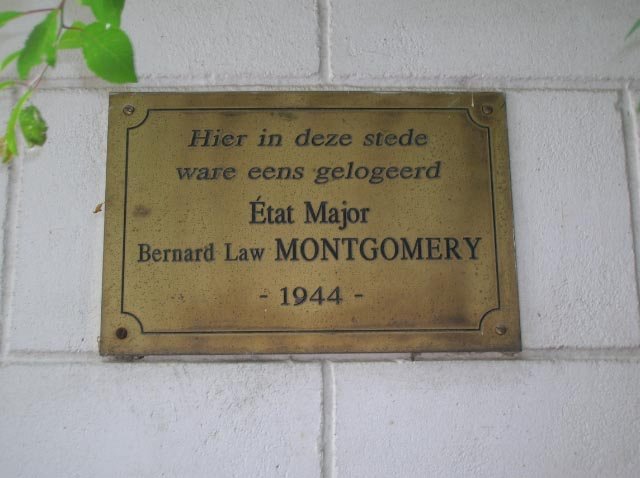 Hier in deze stede
ware eens gelogeerd
État Major
Bernard Law MONTGOMERY
- 1944 -